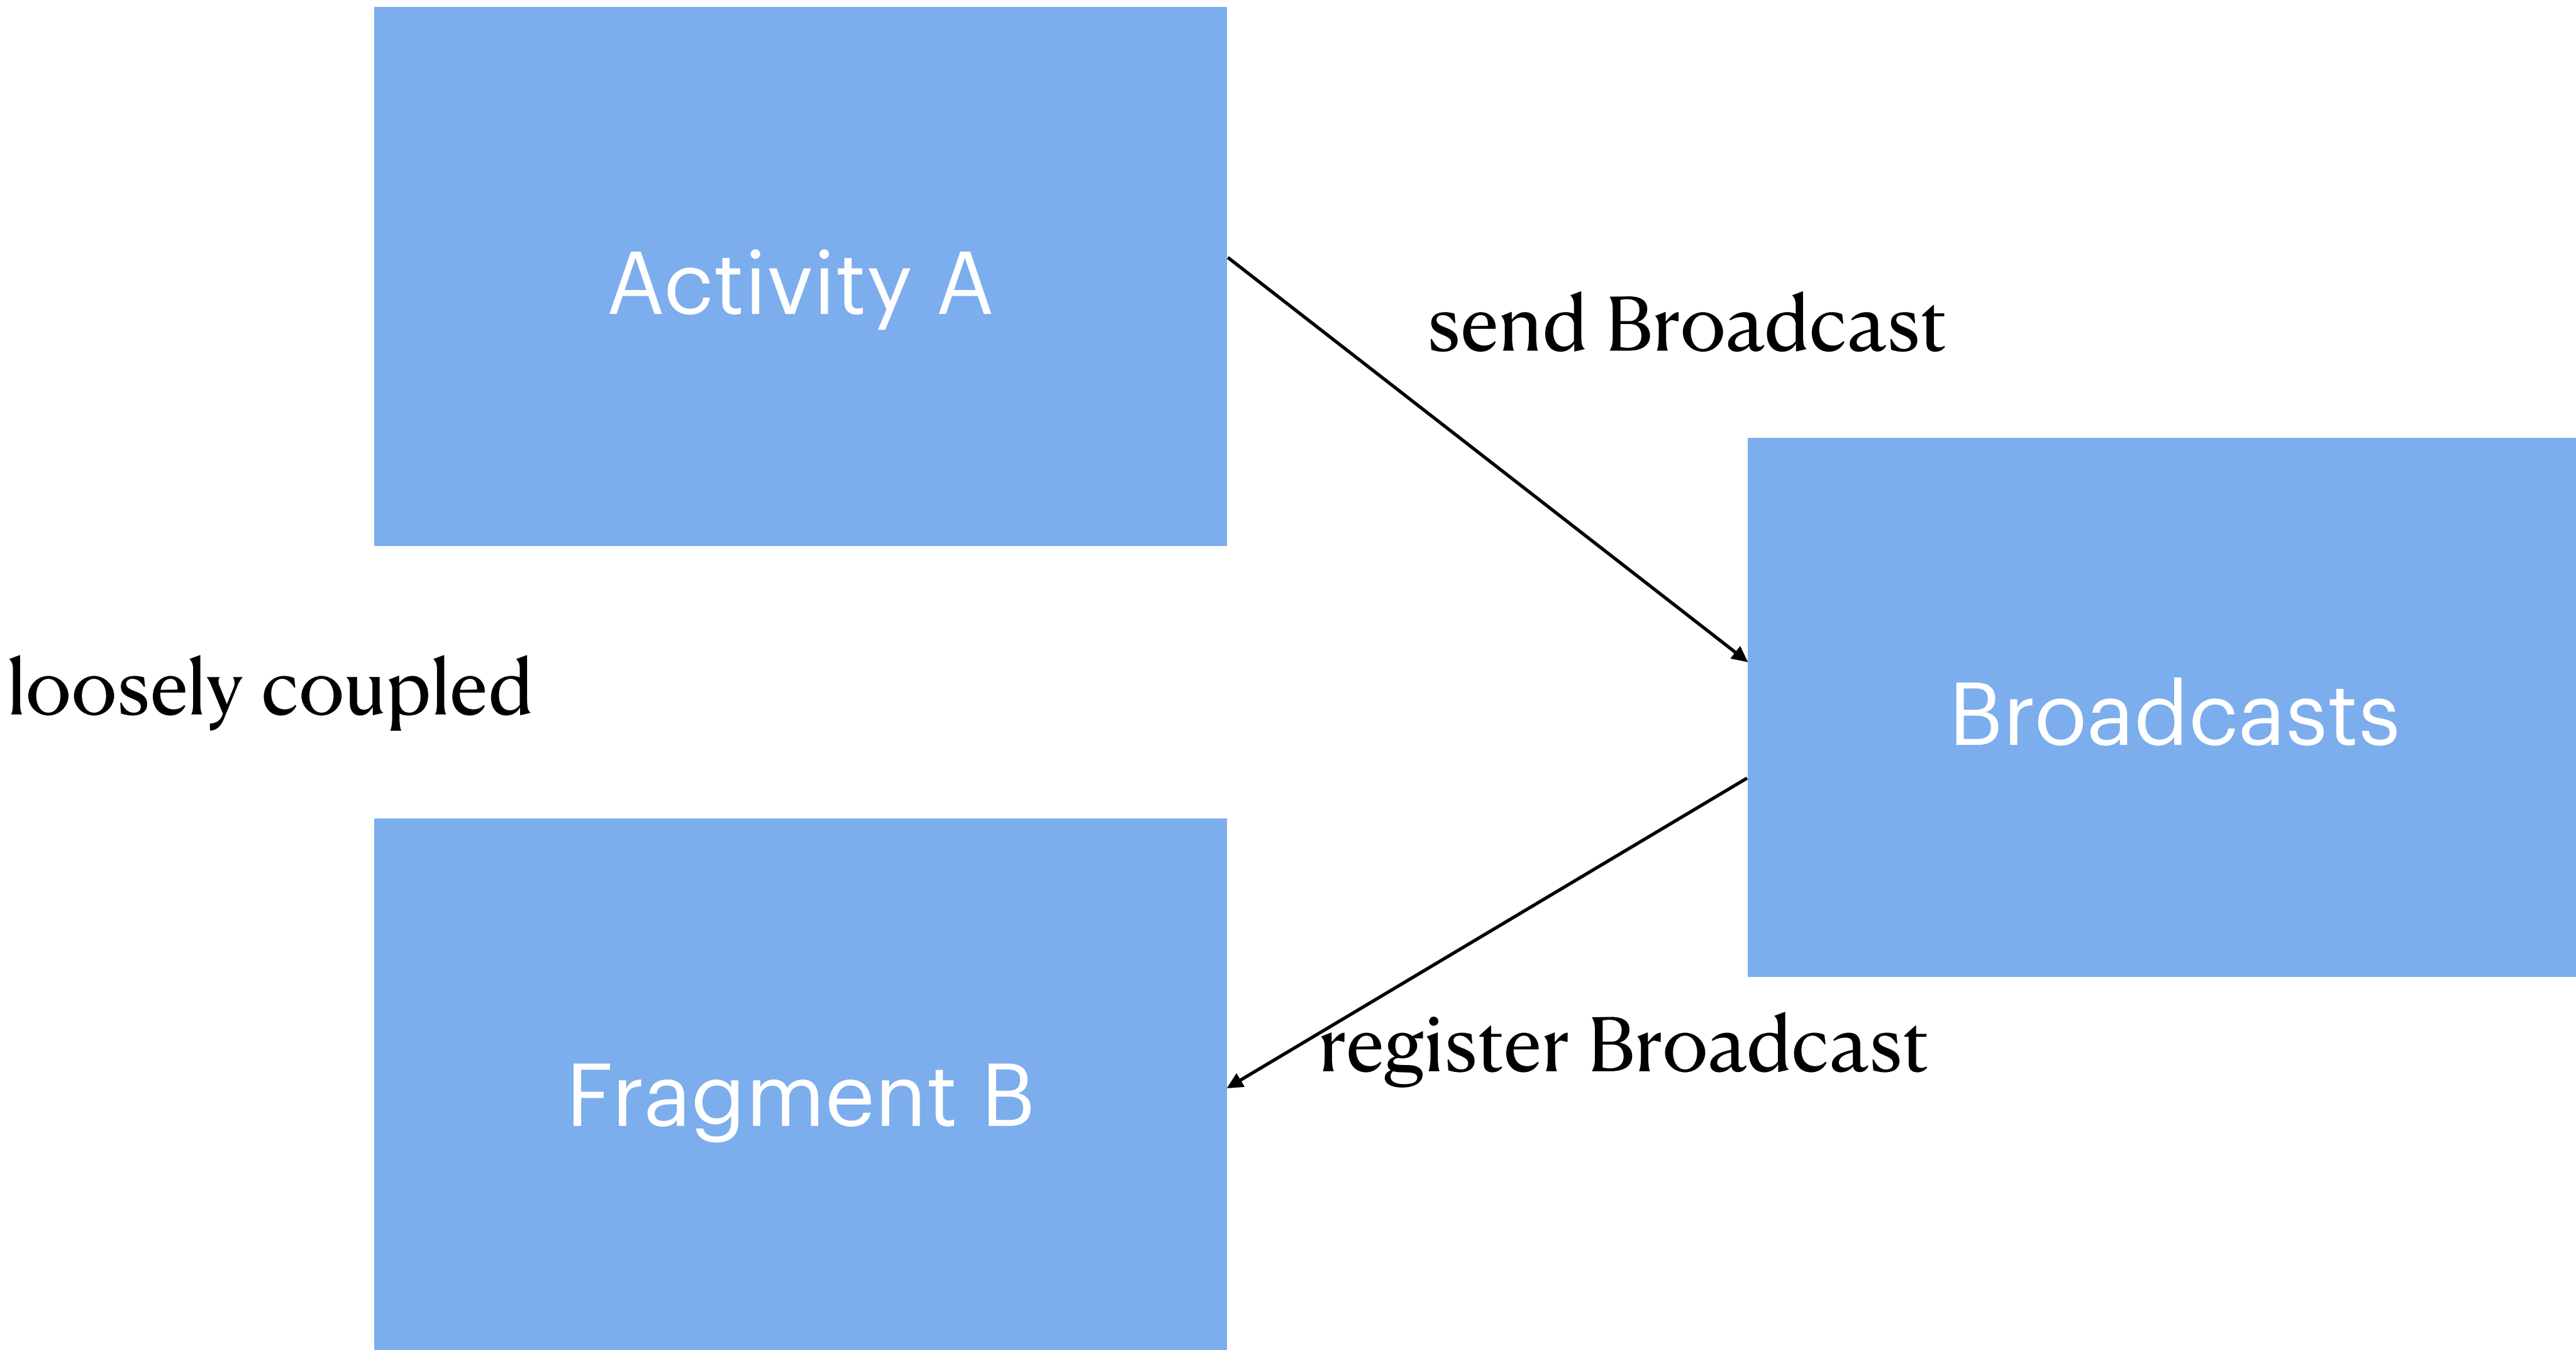 Activity A
send Broadcast
loosely coupled
Broadcasts
register Broadcast
Fragment B